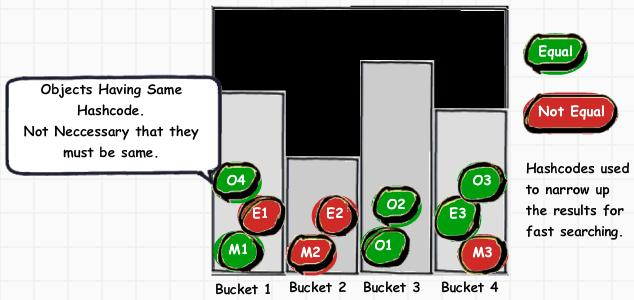 Objects Having Same
Hashcode.
Not Neccessary that they
must be same.
O4
E1
M1
E2
M2
O2
O1
O3
E3
M3
Bucket 1
Bucket 2
Bucket 3
Bucket 4
Equal
Not Equal
Hashcodes used
to narrow up
the results for
fast searching.